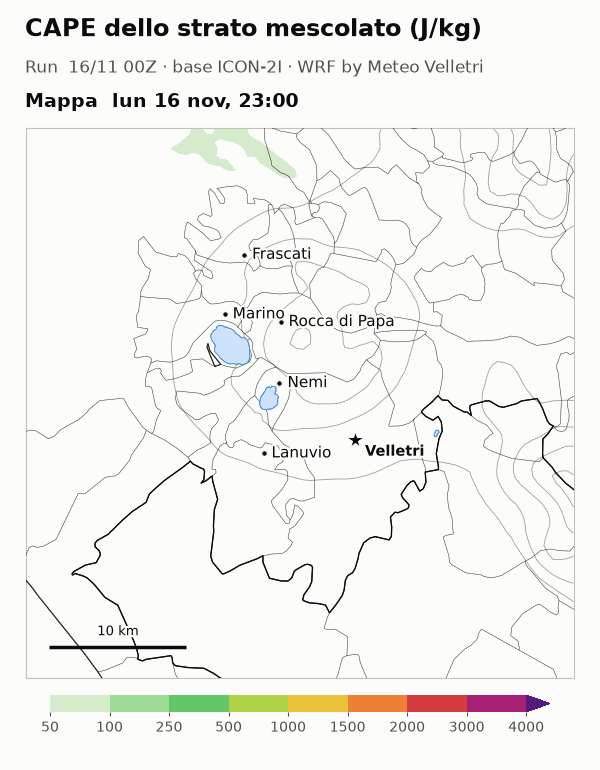 CAPE dello strato mescolato (J/kg)
Run  16/11 00Z · base ICON-2I · WRF by Meteo Velletri
Mappa  lun 16 nov, 23:00
Frascati
Marino
Rocca di Papa
Nemi
Lanuvio
Velletri
10 km
50 100 250 500 1000 1500 2000 3000 4000